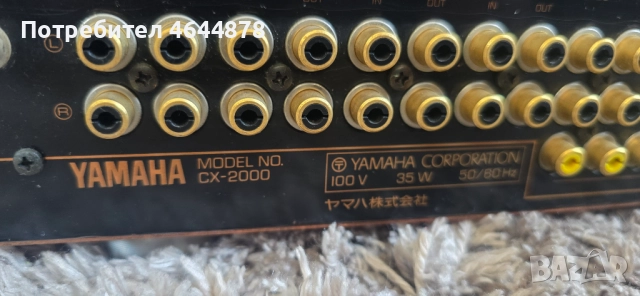 Потребител 4644878
OUT IN OUT IN OUT
L
R
YAMAHA MODEL NO. CX-2000
〒 YAMAHA CORPORATION
100 V 35 W 50/60 Hz
ヤマハ株式会社
BAZAR